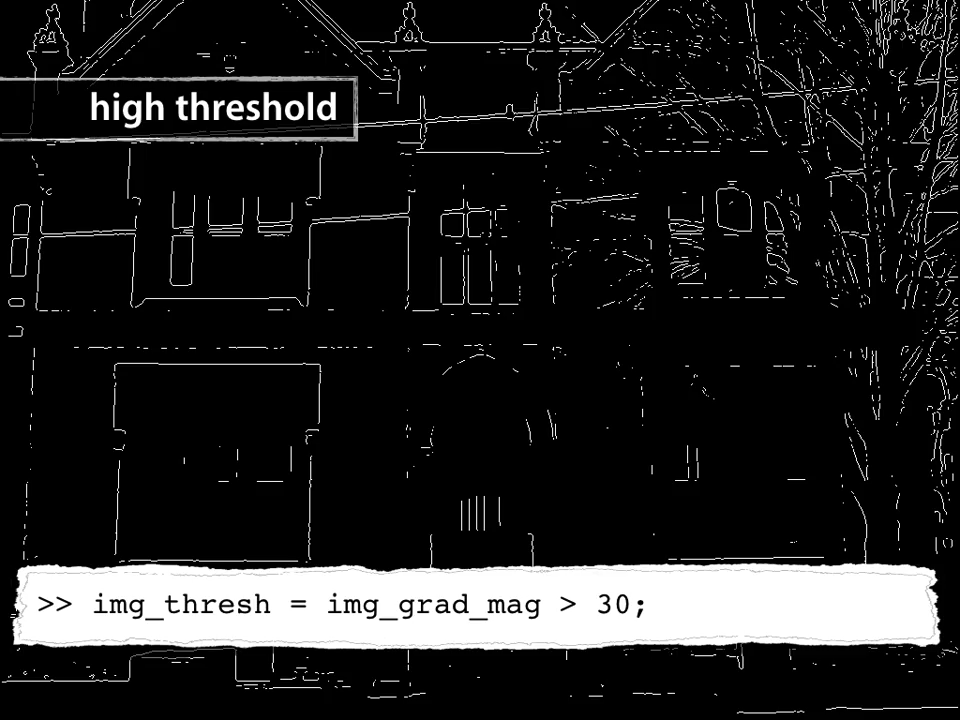 high threshold
>> img_thresh = img_grad_mag > 30;